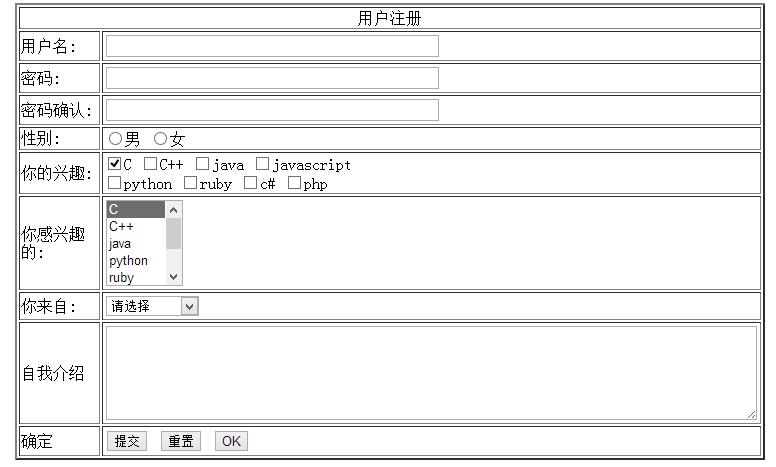 用户注册
用户名:
密码:
密码确认:
性别: 男 女
你的兴趣: C C++ java javascript
python ruby c# php
你感兴趣
的:
C
C++
java
python
ruby
你来自: 请选择
自我介绍
确定 提交 重置 OK